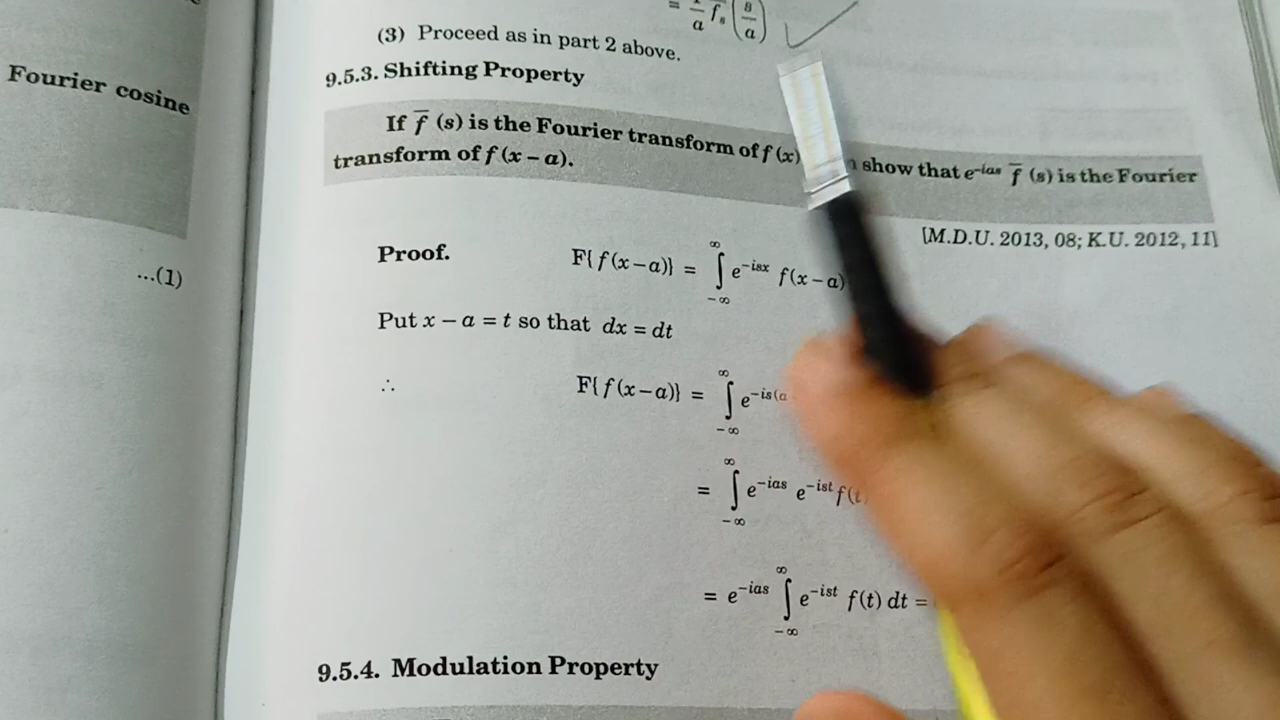 Fourier cosine
...(1)
= 1/a f̄s (s/a)
(3) Proceed as in part 2 above.
9.5.3. Shifting Property
If f̄ (s) is the Fourier transform of f (x) show that e^{-ias} f̄ (s) is the Fourier
transform of f (x – a).
[M.D.U. 2013, 08; K.U. 2012, 11]
Proof. F{ f (x – a)} = ∫_{-∞}^{∞} e^{-isx} f (x – a)
Put x – a = t so that dx = dt
∴ F{ f (x – a)} = ∫_{-∞}^{∞} e^{-is(a
= ∫_{-∞}^{∞} e^{-ias} e^{-ist} f(t
= e^{-ias} ∫_{-∞}^{∞} e^{-ist} f(t) dt =
9.5.4. Modulation Property